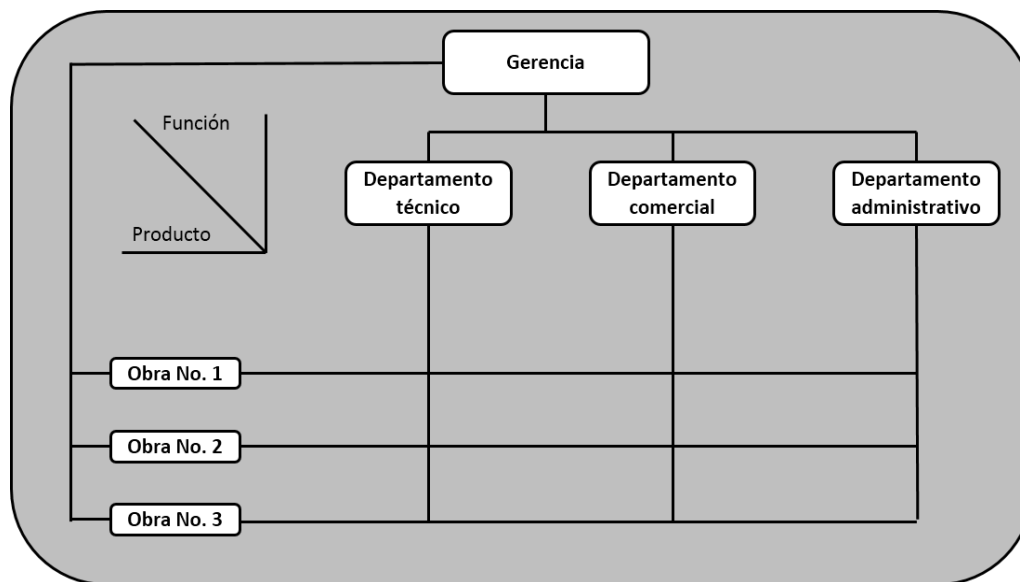 Gerencia
Función
Producto
Departamento
técnico
Departamento
comercial
Departamento
administrativo
Obra No. 1
Obra No. 2
Obra No. 3